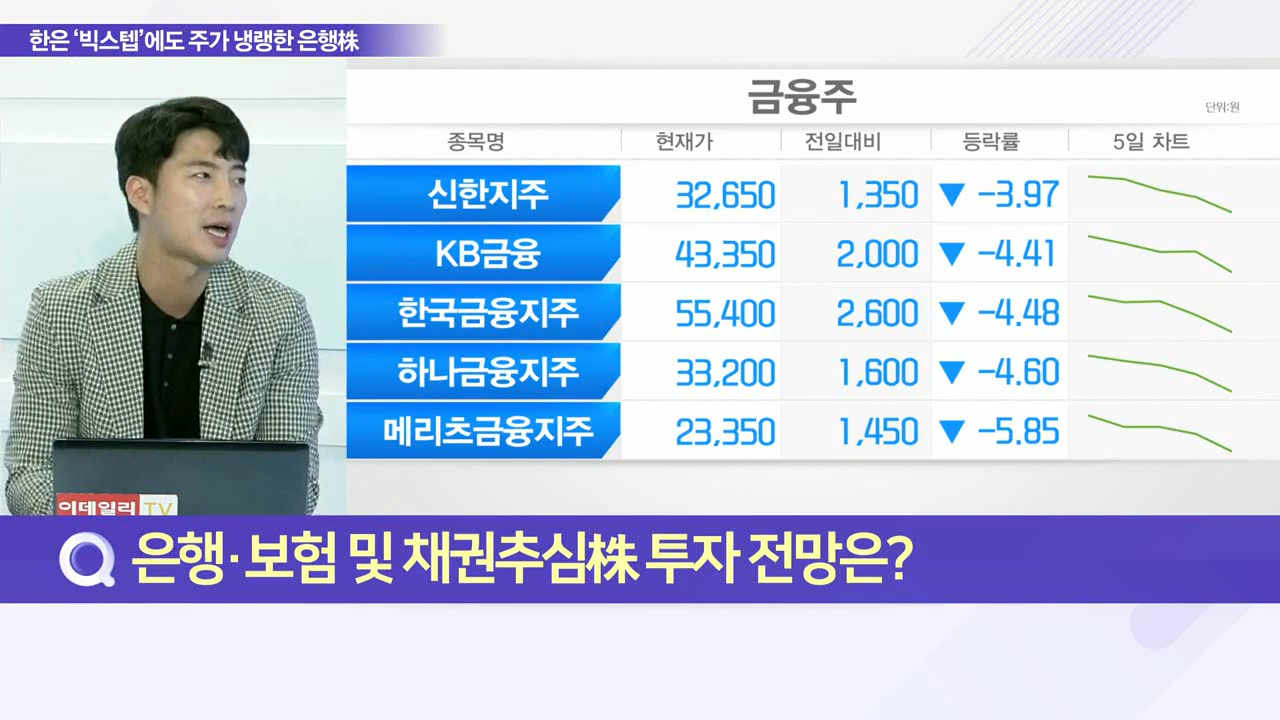 한은 ‘빅스텝’에도 주가 냉랭한 은행株
금융주
단위:원
종목명 현재가 전일대비 등락률 5일 차트
신한지주 32,650 1,350 ▼ -3.97
KB금융 43,350 2,000 ▼ -4.41
한국금융지주 55,400 2,600 ▼ -4.48
하나금융지주 33,200 1,600 ▼ -4.60
메리츠금융지주 23,350 1,450 ▼ -5.85
이데일리 TV
Q 은행·보험 및 채권추심株 투자 전망은?